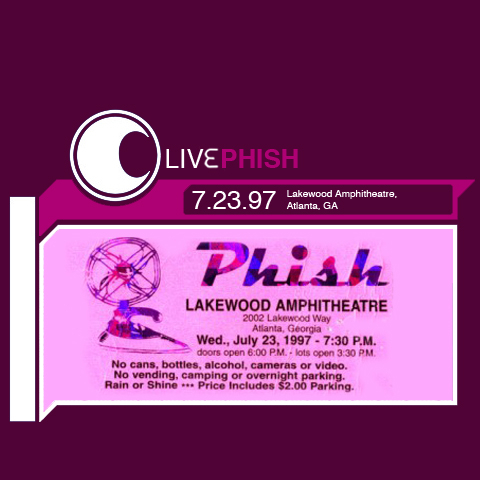 LIVEPHISH
7.23.97
Lakewood Amphitheatre,
Atlanta, GA
Phish
LAKEWOOD AMPHITHEATRE
2002 Lakewood Way
Atlanta, Georgia
Wed., July 23, 1997 - 7:30 P.M.
doors open 6:00 P.M. · lots open 3:30 P.M.
No cans, bottles, alcohol, cameras or video.
No vending, camping or overnight parking.
Rain or Shine *** Price Includes $2.00 Parking.